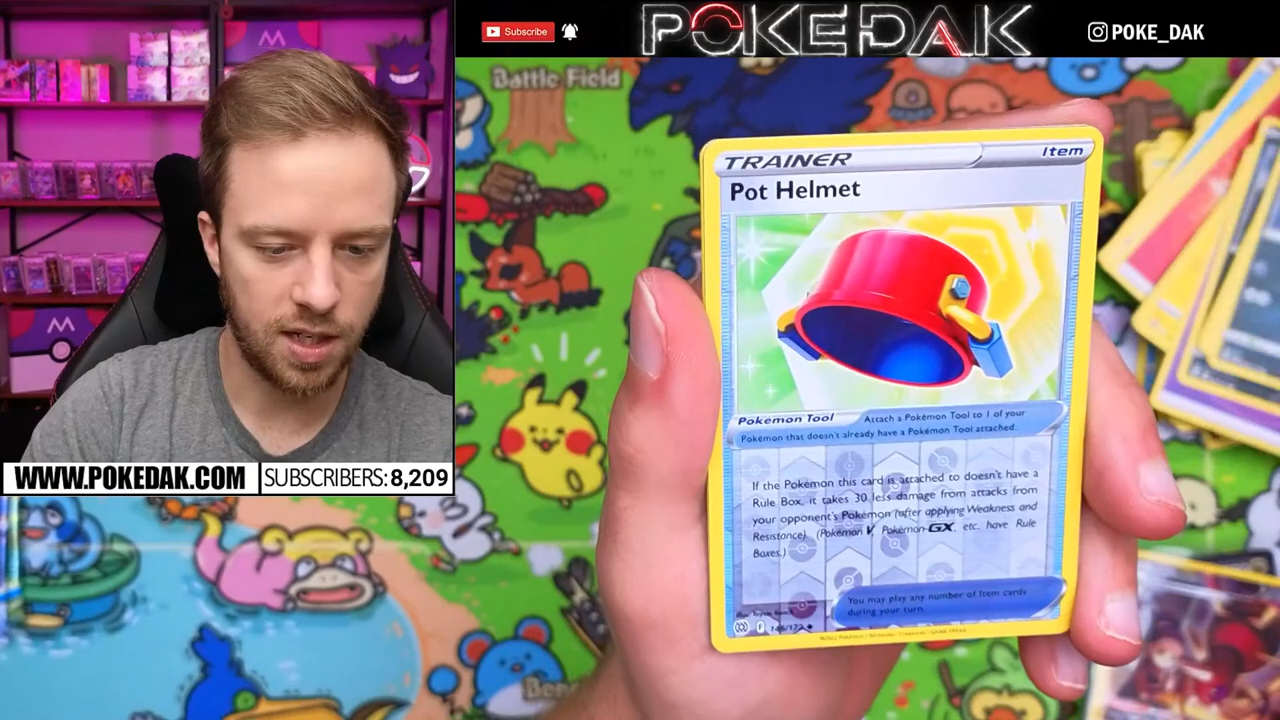 Subscribe
POKEDAK
POKE_DAK
Battle Field
TRAINER
Item
Pot Helmet
Pokémon Tool
Attach a Pokémon Tool to 1 of your
Pokémon that doesn't already have a Pokémon Tool attached.
If the Pokémon this card is attached to doesn't have a
Rule Box, it takes 30 less damage from attacks from
your opponent's Pokémon (after applying Weakness and
Resistance). (Pokémon V, Pokémon-GX, etc. have Rule
Boxes.)
You may play any number of Item cards
during your turn.
F 146/172
WWW.POKEDAK.COM
SUBSCRIBERS: 8,209